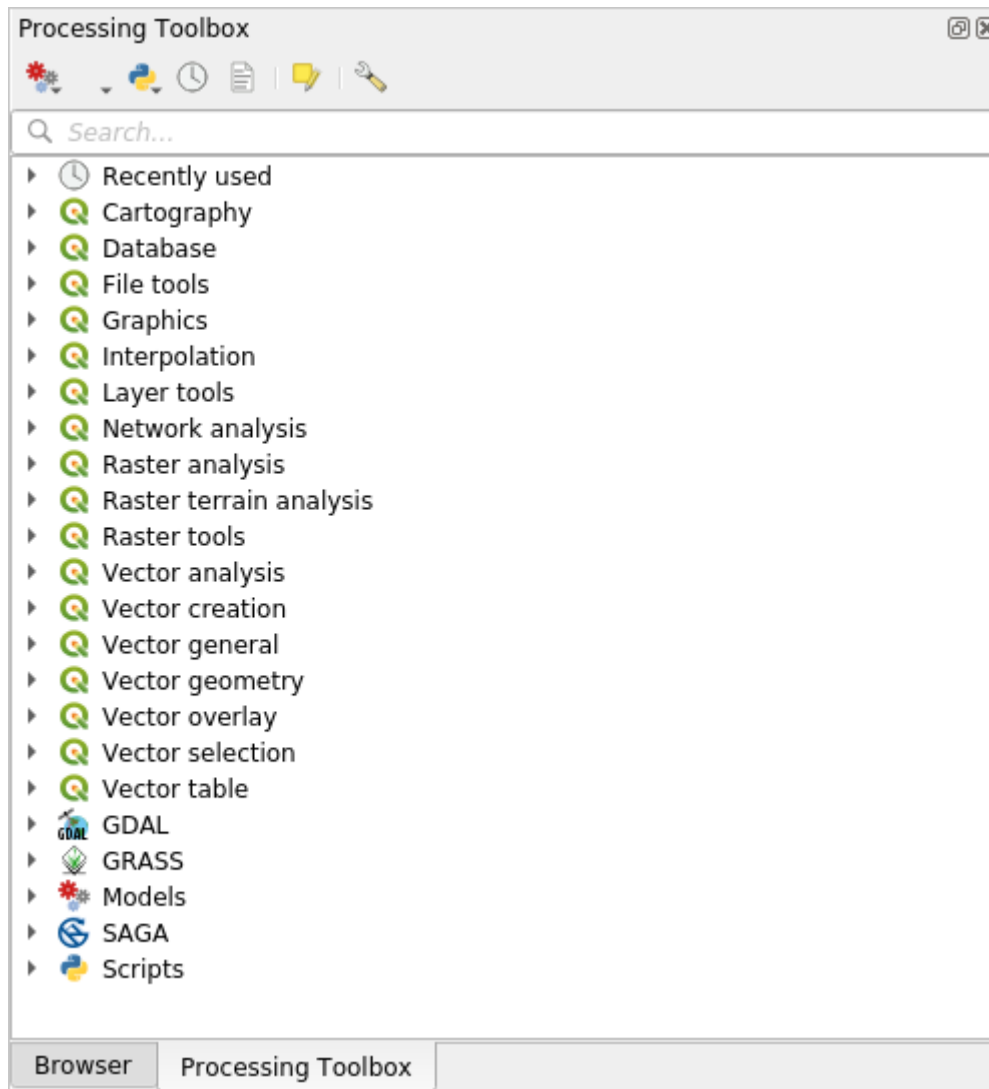 Processing Toolbox
Search...
Recently used
Cartography
Database
File tools
Graphics
Interpolation
Layer tools
Network analysis
Raster analysis
Raster terrain analysis
Raster tools
Vector analysis
Vector creation
Vector general
Vector geometry
Vector overlay
Vector selection
Vector table
GDAL GDAL
GRASS
Models
SAGA
Scripts
Browser Processing Toolbox